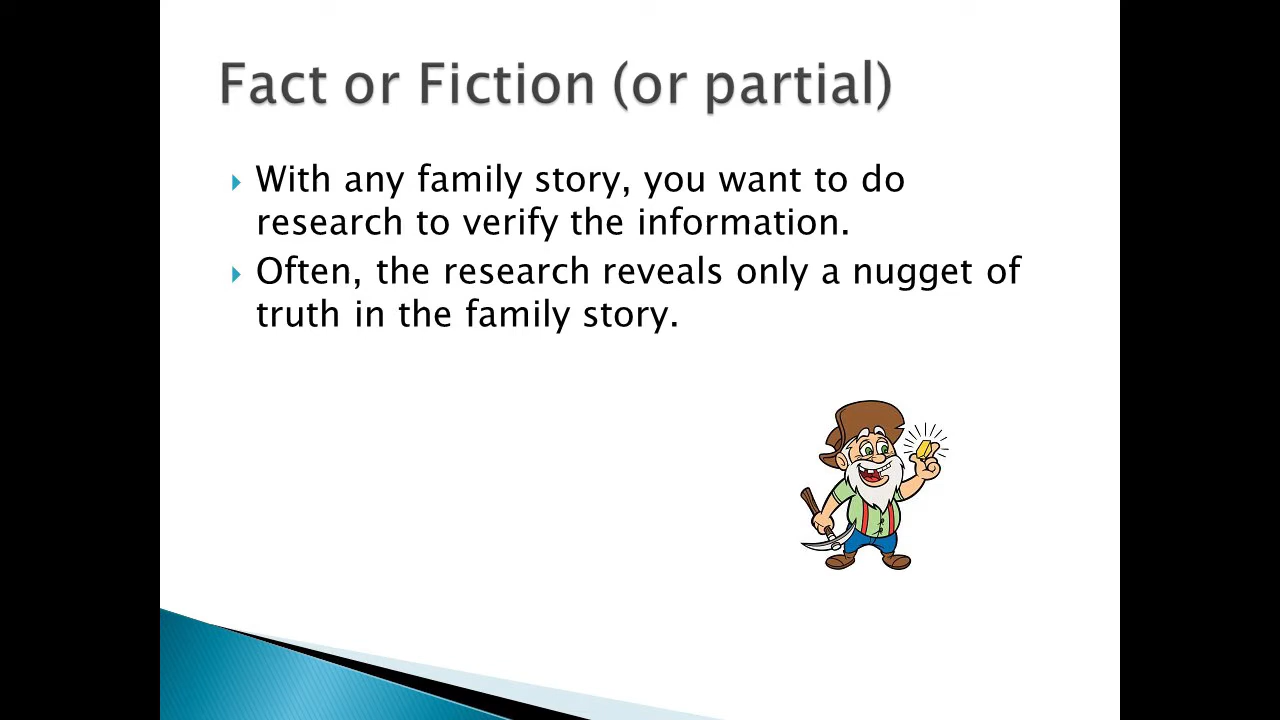 Fact or Fiction (or partial)
With any family story, you want to do
research to verify the information.
Often, the research reveals only a nugget of
truth in the family story.